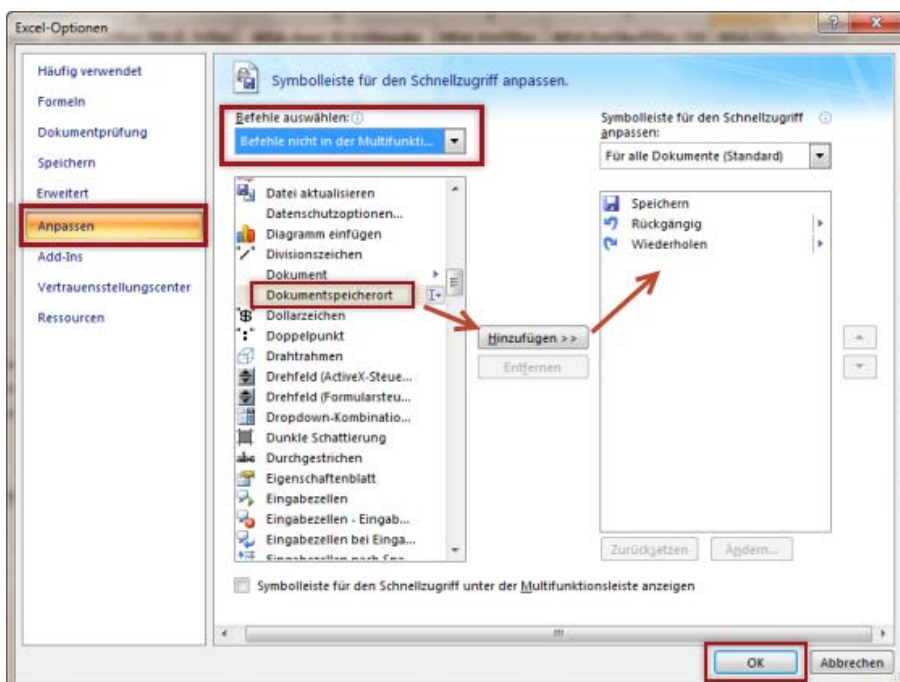 Excel-Optionen
Häufig verwendet
Formeln
Dokumentprüfung
Speichern
Erweitert
Anpassen
Add-Ins
Vertrauensstellungscenter
Ressourcen
Symbolleiste für den Schnellzugriff anpassen.
Befehle auswählen:
Befehle nicht in der Multifunkti...
Datei aktualisieren
Datenschutzoptionen...
Diagramm einfügen
Divisionszeichen
Dokument
Dokumentspeicherort
Dollarzeichen
Doppelpunkt
Drahtrahmen
Drehfeld (ActiveX-Steue...
Drehfeld (Formularsteu...
Dropdown-Kombinatio...
Dunkle Schattierung
Durchgestrichen
Eigenschaftenblatt
Eingabezellen
Eingabezellen - Eingab...
Eingabezellen bei Einga...
Eingabezellen nach Spa...
Hinzufügen >>
Entfernen
Symbolleiste für den Schnellzugriff
anpassen:
Für alle Dokumente (Standard)
Speichern
Rückgängig
Wiederholen
Zurücksetzen
Ändern...
Symbolleiste für den Schnellzugriff unter der Multifunktionsleiste anzeigen
OK
Abbrechen